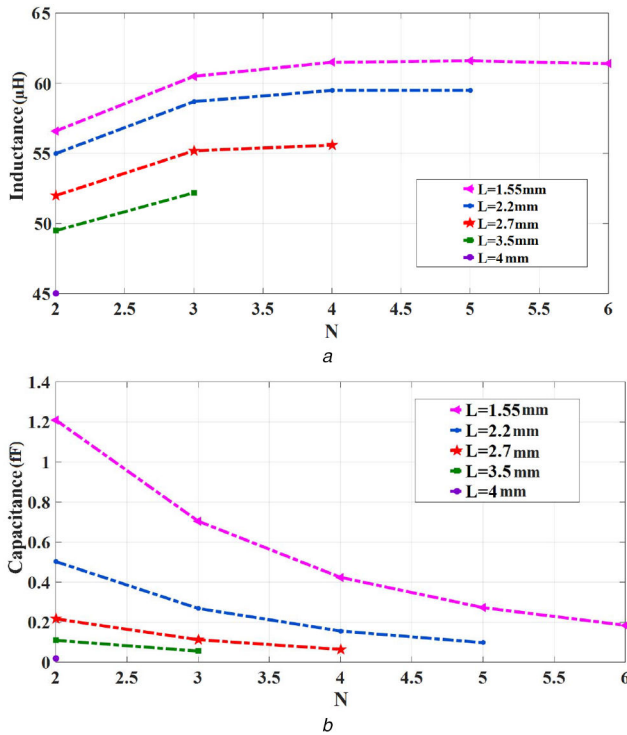 65
60
55
50
45
Inductance (μH)
L=1.55mm
L=2.2mm
L=2.7mm
L=3.5mm
L=4mm
2 2.5 3 3.5 4 4.5 5 5.5 6
N
a
1.4
1.2
1
0.8
0.6
0.4
0.2
0
Capacitance (fF)
L=1.55mm
L=2.2mm
L=2.7mm
L=3.5mm
L=4mm
2 2.5 3 3.5 4 4.5 5 5.5 6
N
b